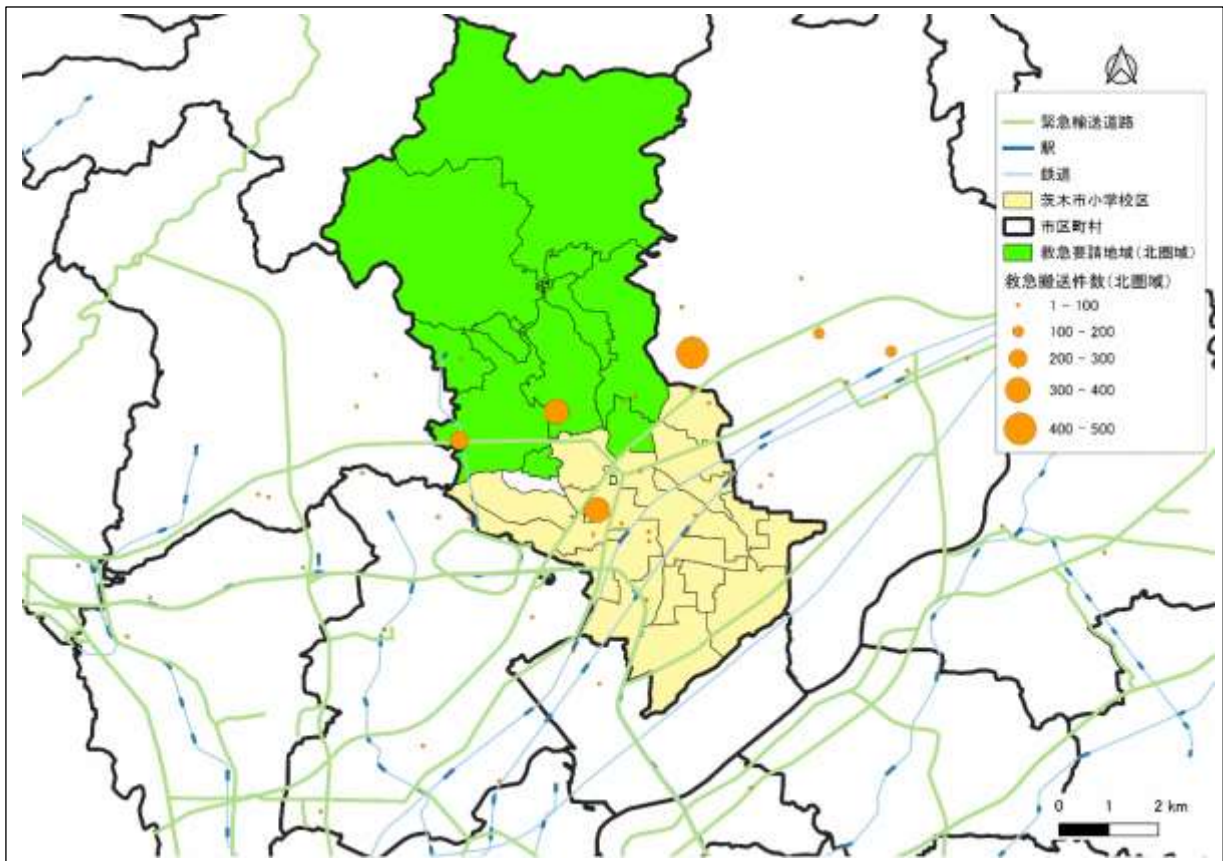 緊急輸送道路
駅
鉄道
茨木市小学校区
市区町村
救急要請地域(北圏域)
救急搬送件数(北圏域)
1 - 100
100 - 200
200 - 300
300 - 400
400 - 500
0 1 2 km